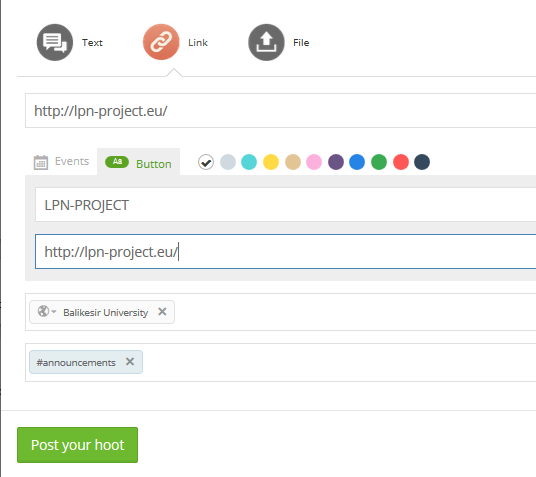 Text Link File
http://lpn-project.eu/
Events Aa Button
LPN-PROJECT
http://lpn-project.eu/
Balikesir University ×
#announcements ×
Post your hoot